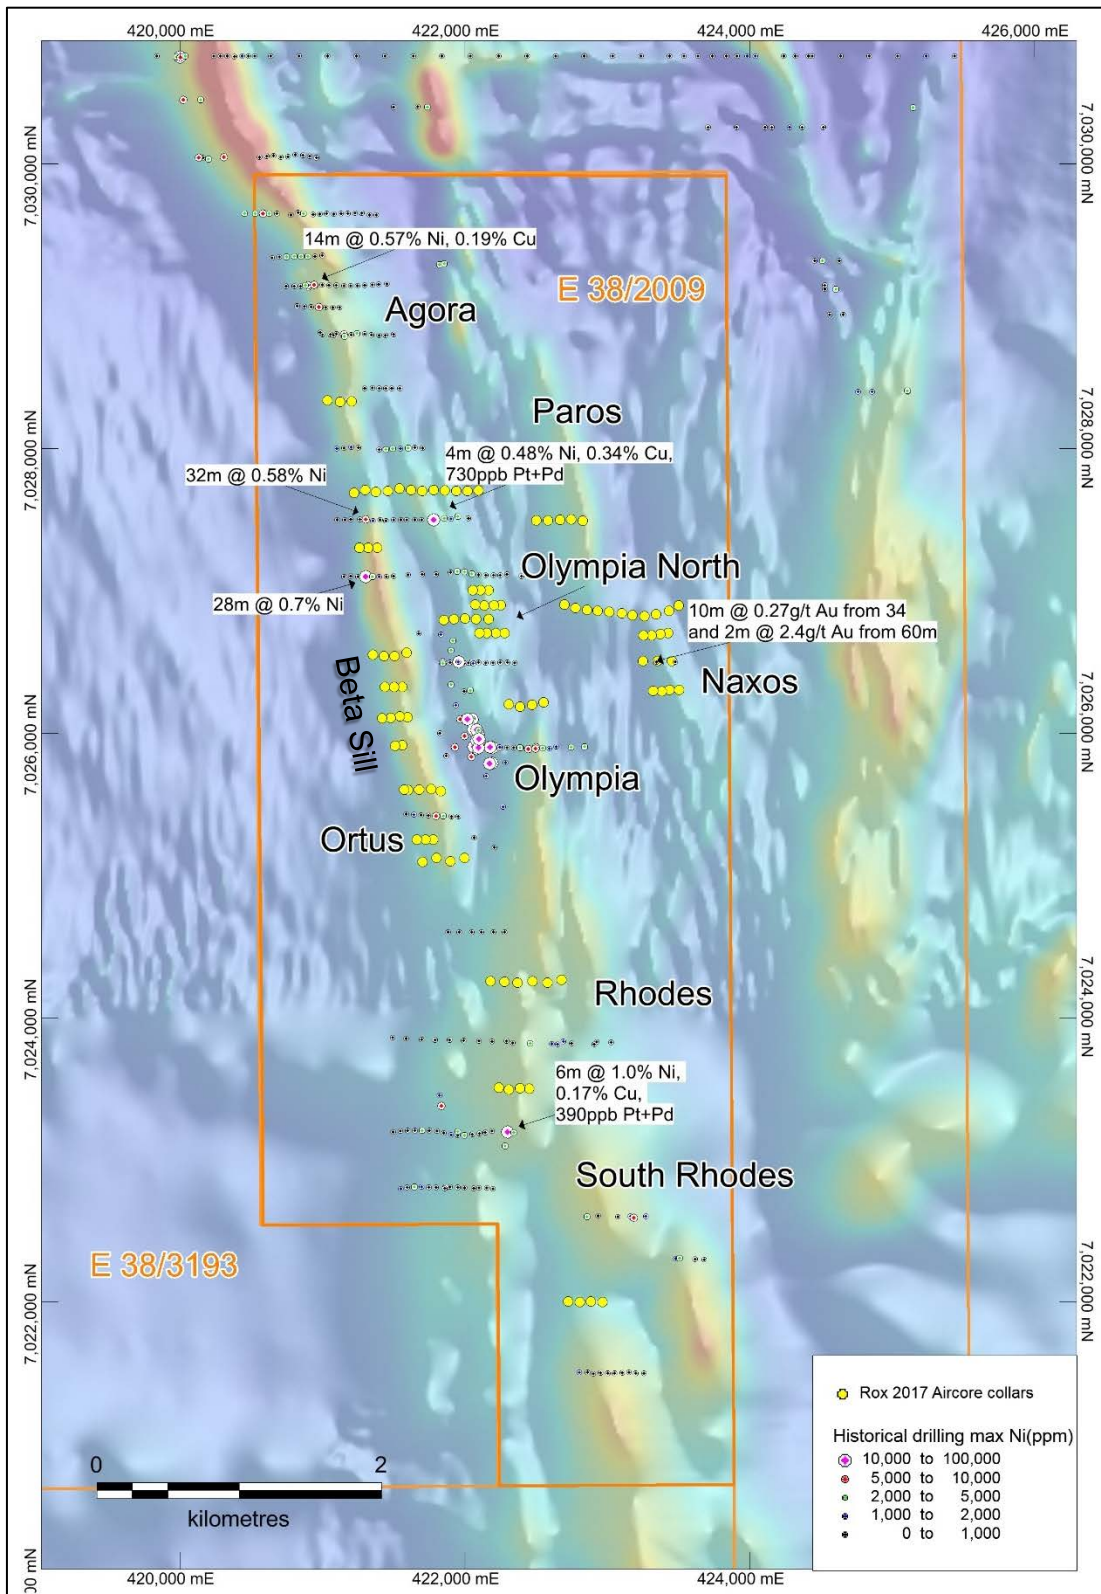 420,000 mE
422,000 mE
424,000 mE
426,000 mE
7,030,000 mN
7,030,000 mN
14m @ 0.57% Ni, 0.19% Cu
E 38/2009
Agora
Paros
7,028,000 mN
7,028,000 mN
4m @ 0.48% Ni, 0.34% Cu,
730ppb Pt+Pd
32m @ 0.58% Ni
Olympia North
28m @ 0.7% Ni
10m @ 0.27g/t Au from 34
and 2m @ 2.4g/t Au from 60m
Naxos
Beta Sill
7,026,000 mN
7,026,000 mN
Olympia
Ortus
Rhodes
7,024,000 mN
7,024,000 mN
6m @ 1.0% Ni,
0.17% Cu,
390ppb Pt+Pd
South Rhodes
E 38/3193
7,022,000 mN
7,022,000 mN
Rox 2017 Aircore collars
Historical drilling max Ni(ppm)
10,000 to 100,000
5,000 to 10,000
2,000 to 5,000
1,000 to 2,000
0 to 1,000
0 2
kilometres
00 mN
420,000 mE
422,000 mE
424,000 mE